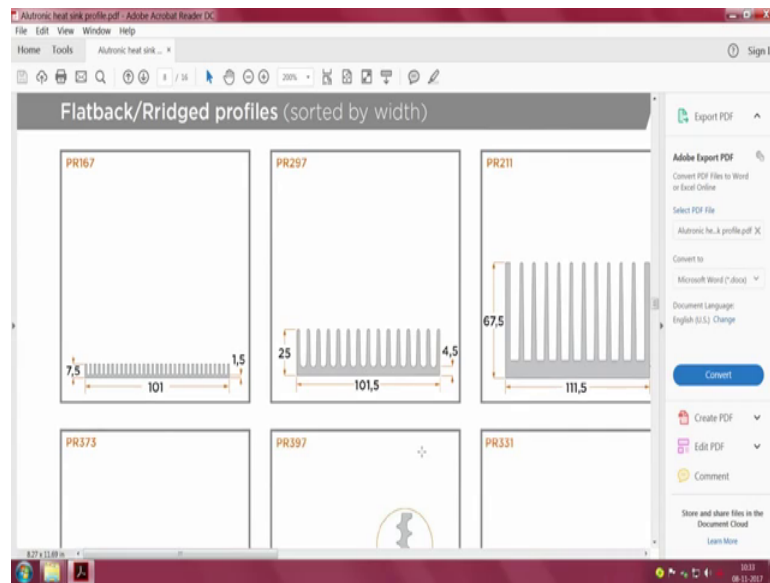 Alutronic heat sink profile.pdf - Adobe Acrobat Reader DC
File Edit View Window Help
Home Tools Alutronic heat sink ... × Sign I
8 / 16 200%
Flatback/Rridged profiles (sorted by width)
PR167 PR297 PR211
7,5 1,5 101
25 4,5 101,5
67,5 111,5
PR373 PR397 PR331
8.27 x 11.69 in
Export PDF
Adobe Export PDF
Convert PDF Files to Word
or Excel Online
Select PDF File
Alutronic he...k profile.pdf X
Convert to
Microsoft Word (*.docx)
Document Language:
English (U.S.) Change
Convert
Create PDF
Edit PDF
Comment
Store and share files in the
Document Cloud
Learn More
10:33
08-11-2017